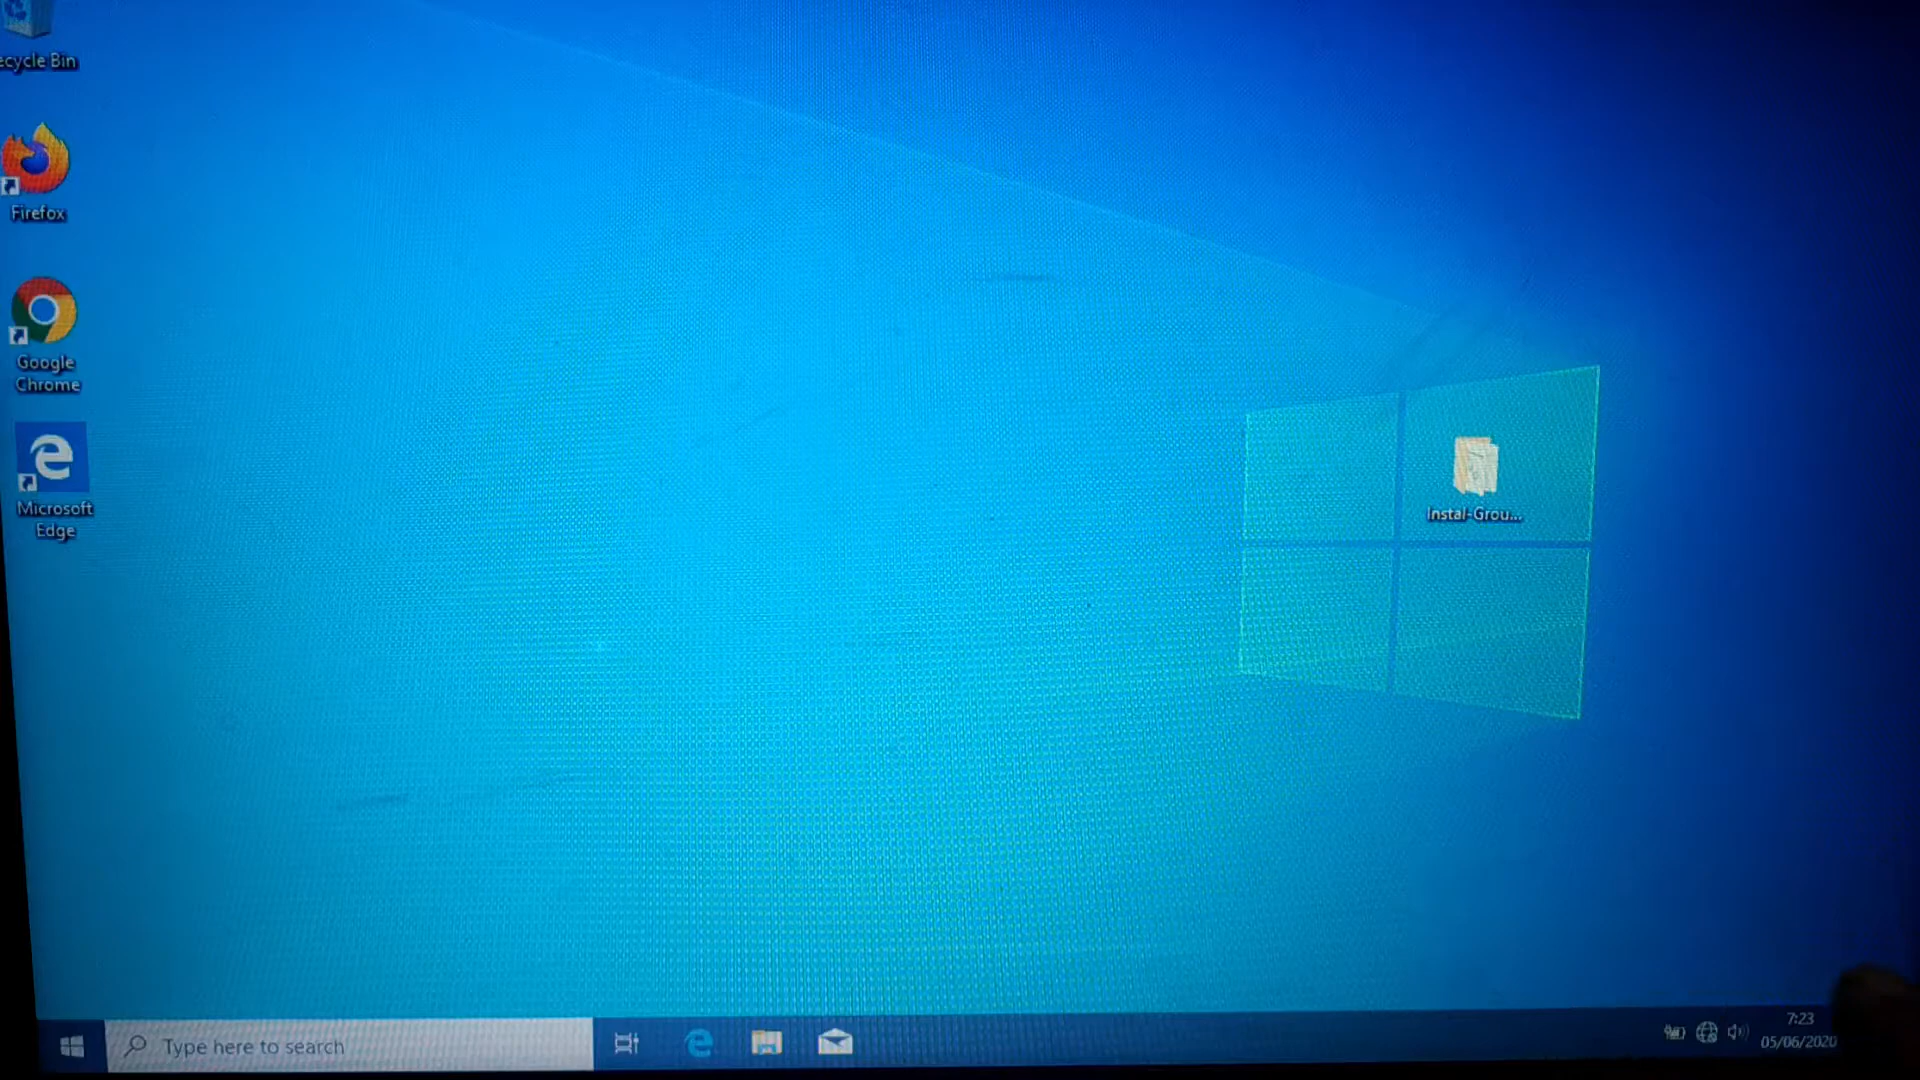 ecycle Bin
Firefox
Google
Chrome
Microsoft
Edge
Instal-Grou...
Type here to search
7:23
05/06/2020